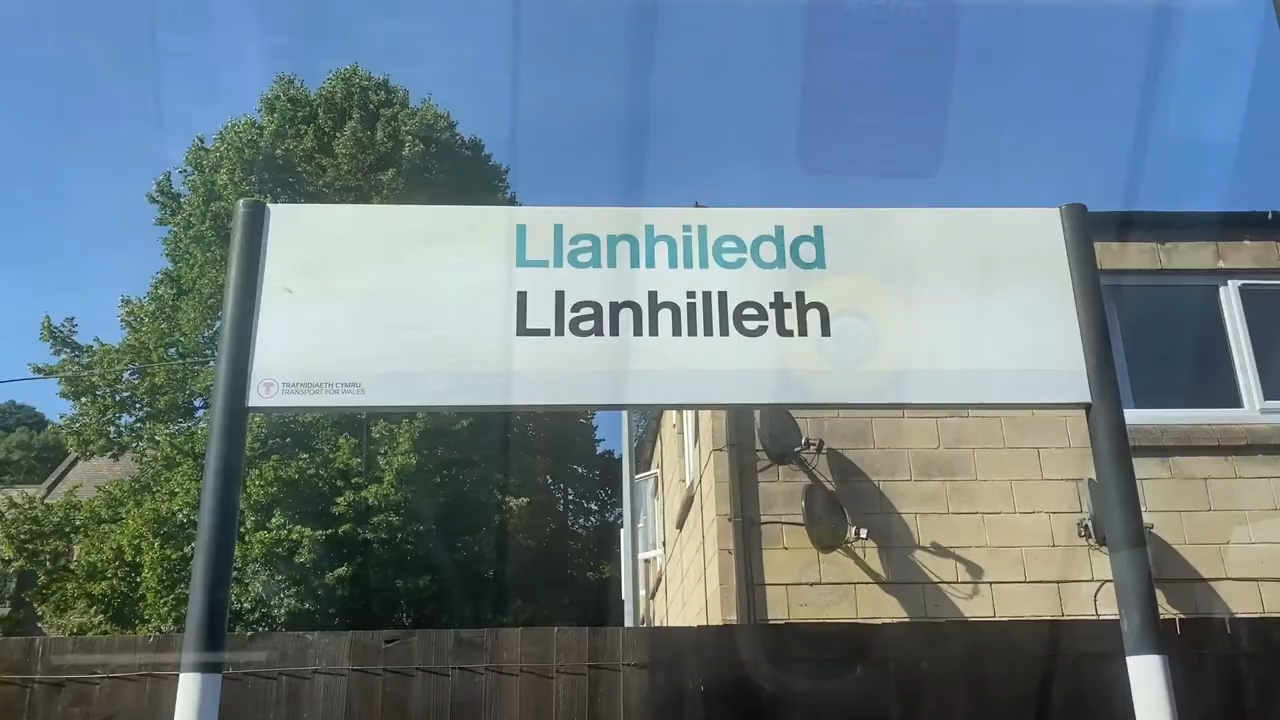 Llanhiledd
Llanhilleth
TRAFNIDIAETH CYMRU
TRANSPORT FOR WALES